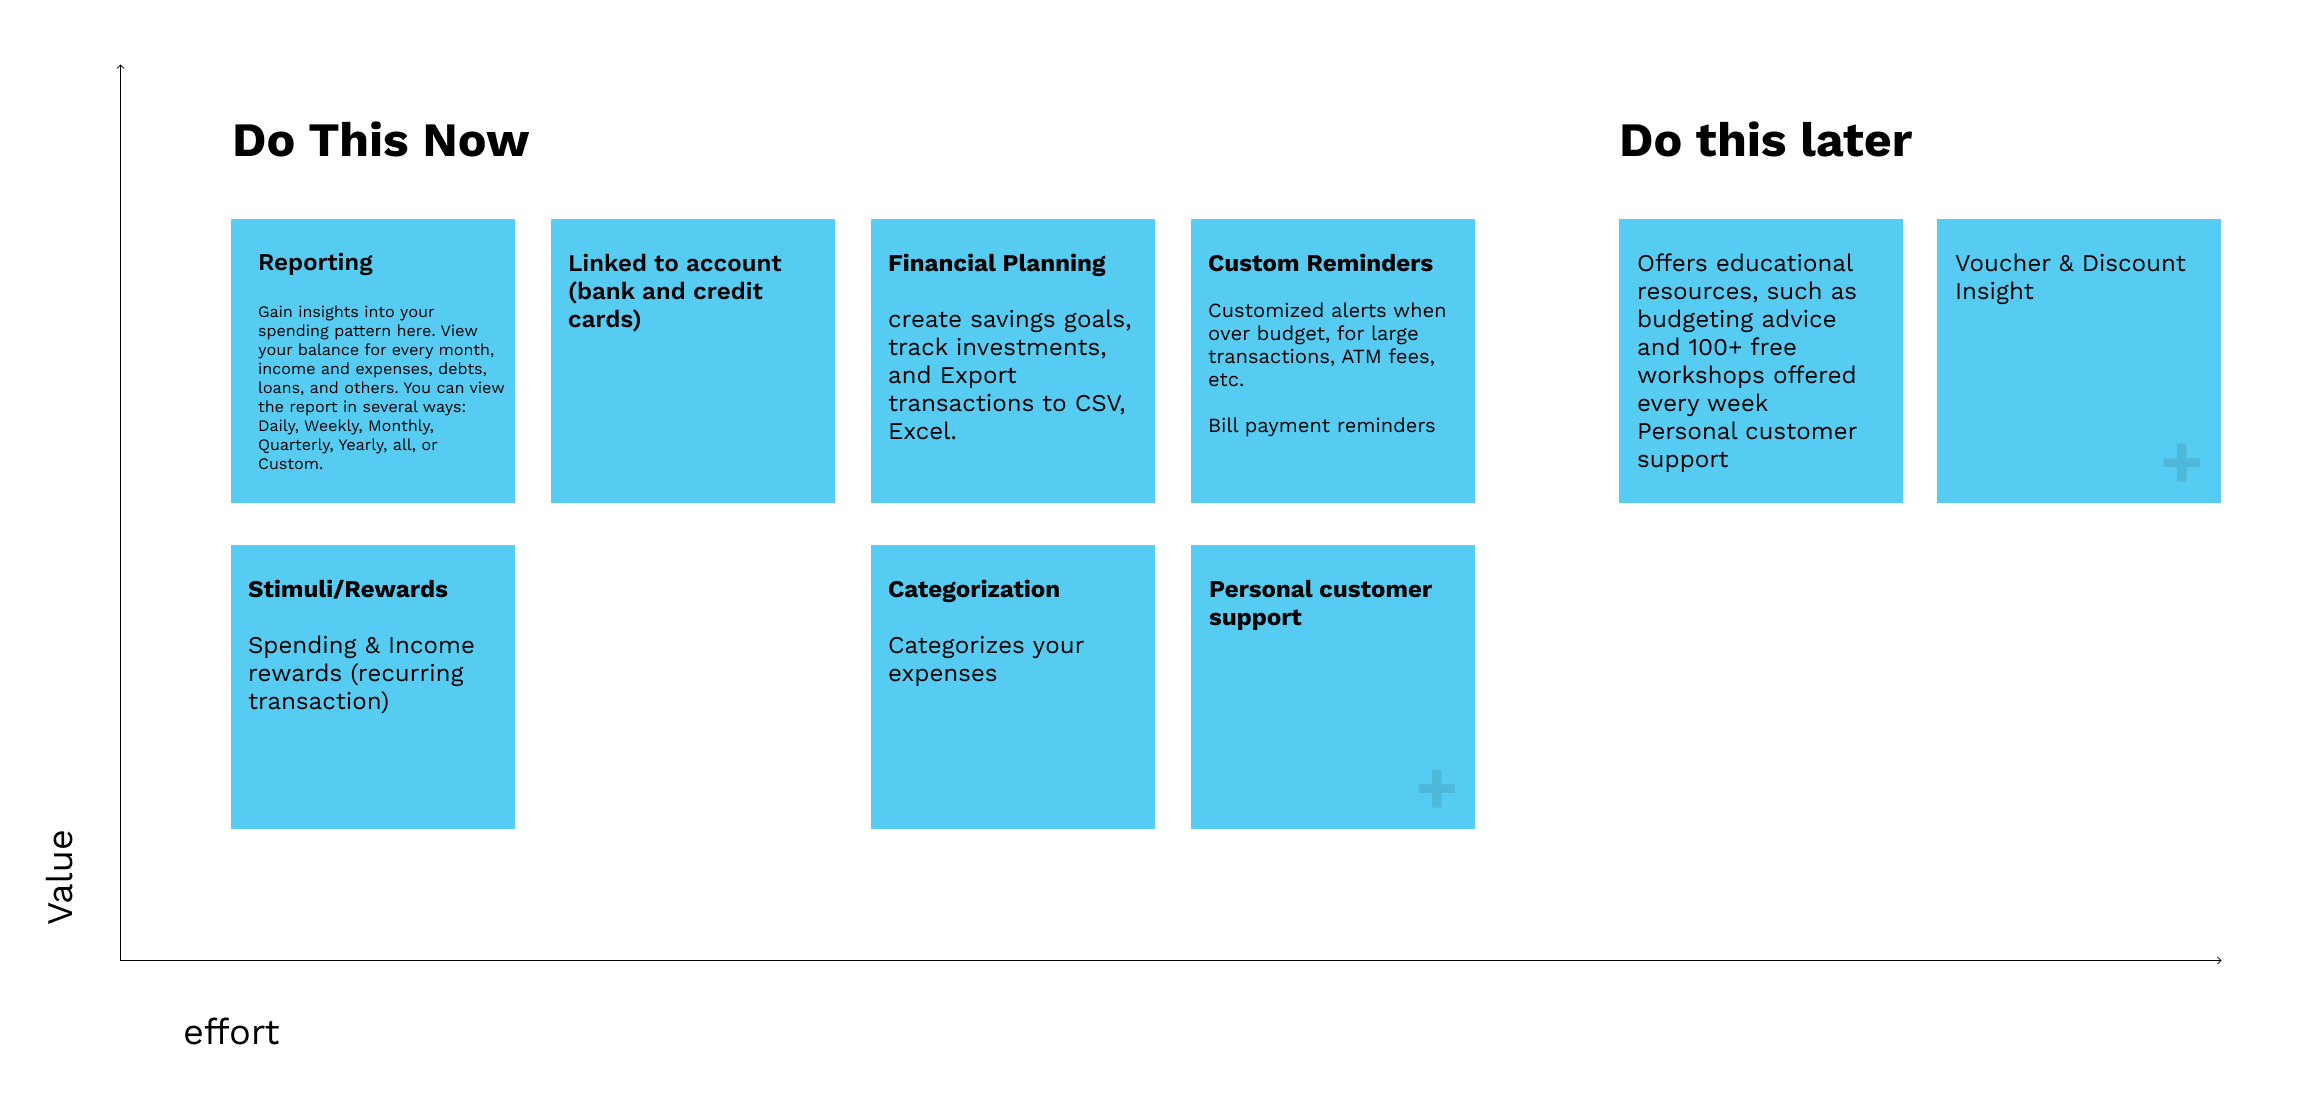 Do This Now
Do this later
Reporting
Gain insights into your
spending pattern here. View
your balance for every month,
income and expenses, debts,
loans, and others. You can view
the report in several ways:
Daily, Weekly, Monthly,
Quarterly, Yearly, all, or
Custom.
Linked to account
(bank and credit
cards)
Financial Planning
create savings goals,
track investments,
and Export
transactions to CSV,
Excel.
Custom Reminders
Customized alerts when
over budget, for large
transactions, ATM fees,
etc.
Bill payment reminders
Offers educational
resources, such as
budgeting advice
and 100+ free
workshops offered
every week
Personal customer
support
Voucher & Discount
Insight
Stimuli/Rewards
Spending & Income
rewards (recurring
transaction)
Categorization
Categorizes your
expenses
Personal customer
support
Value
effort